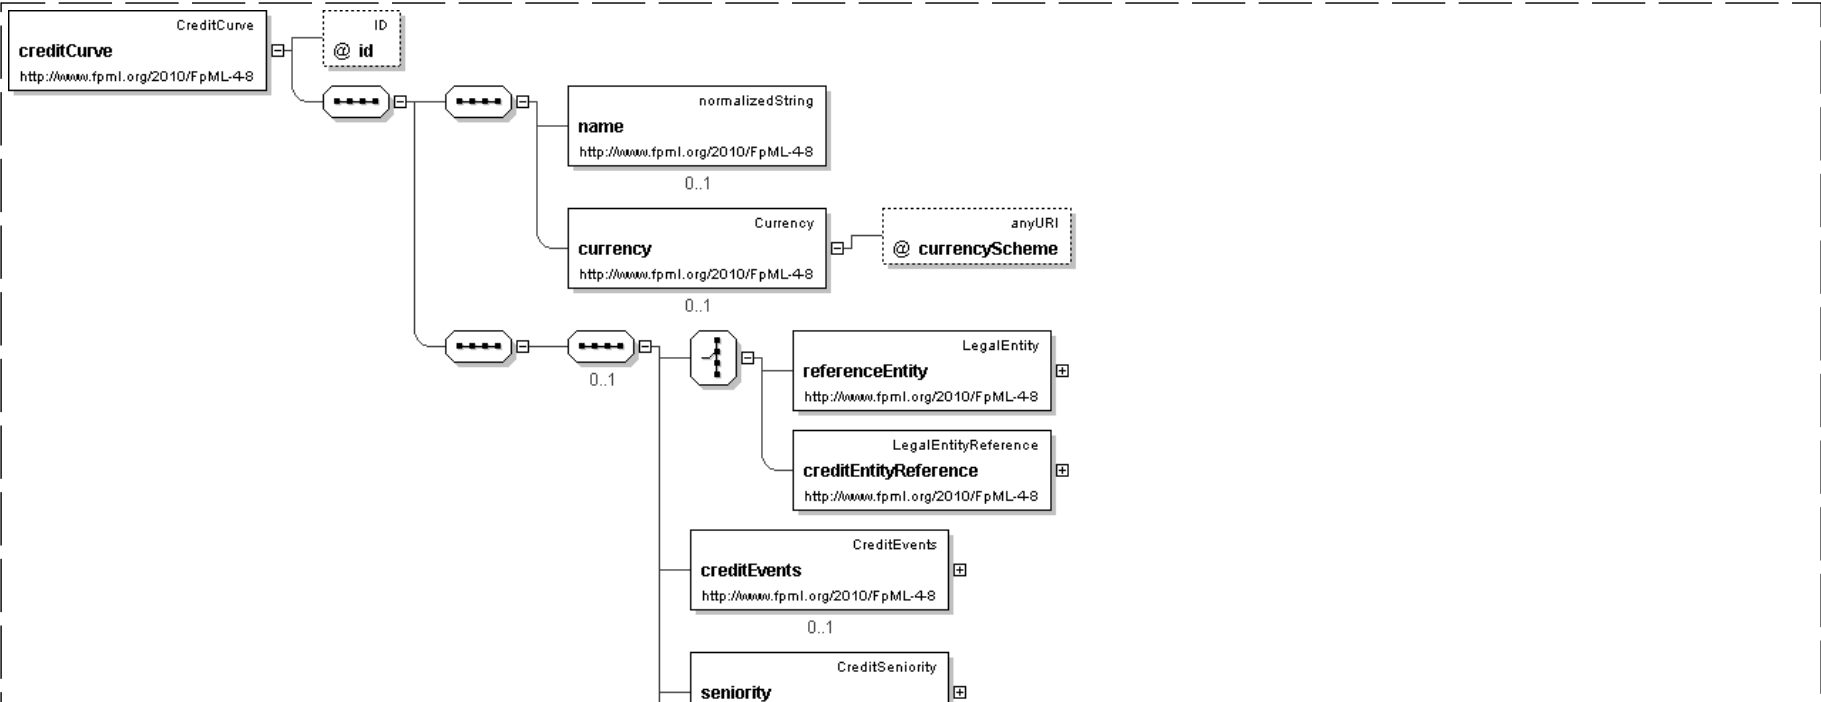 CreditCurve
creditCurve
http://www.fpml.org/2010/FpML-4-8
ID
@ id
normalizedString
name
http://www.fpml.org/2010/FpML-4-8
0..1
Currency
currency
http://www.fpml.org/2010/FpML-4-8
0..1
anyURI
@ currencyScheme
0..1
LegalEntity
referenceEntity
http://www.fpml.org/2010/FpML-4-8
LegalEntityReference
creditEntityReference
http://www.fpml.org/2010/FpML-4-8
CreditEvents
creditEvents
http://www.fpml.org/2010/FpML-4-8
0..1
CreditSeniority
seniority